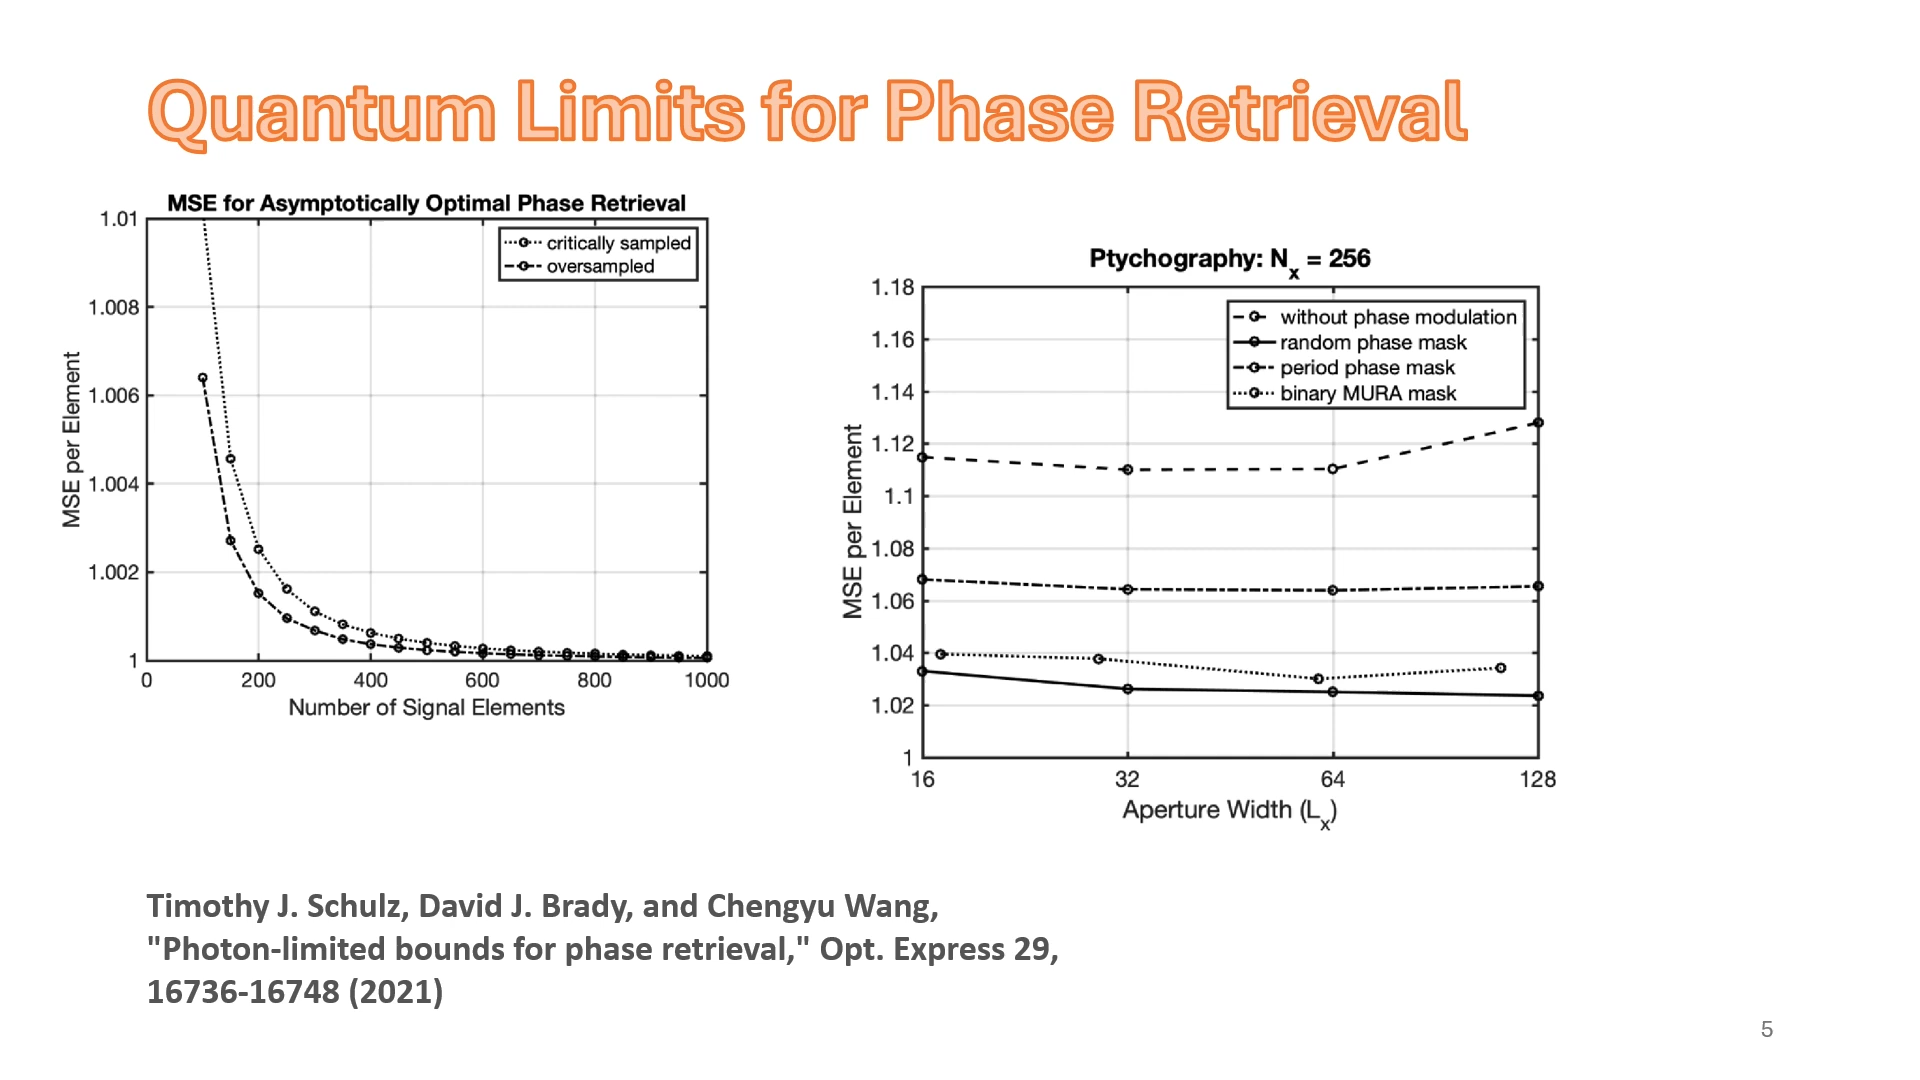 Quantum Limits for Phase Retrieval
MSE for Asymptotically Optimal Phase Retrieval
1.01
1.008
1.006
1.004
1.002
1
MSE per Element
critically sampled
oversampled
0 200 400 600 800 1000
Number of Signal Elements
Ptychography: Nx = 256
1.18
1.16
1.14
1.12
1.1
1.08
1.06
1.04
1.02
1
MSE per Element
without phase modulation
random phase mask
period phase mask
binary MURA mask
16 32 64 128
Aperture Width (Lx)
Timothy J. Schulz, David J. Brady, and Chengyu Wang,
"Photon-limited bounds for phase retrieval," Opt. Express 29,
16736-16748 (2021)
5